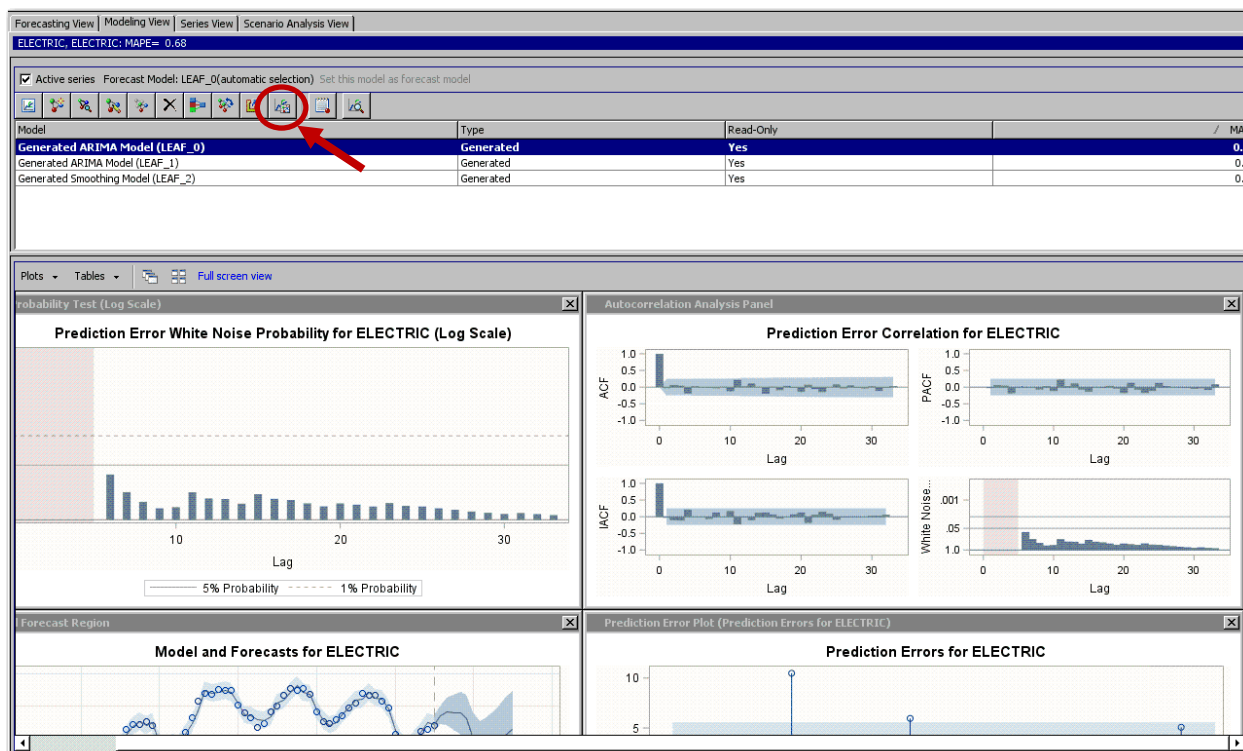 Forecasting View Modeling View Series View Scenario Analysis View
ELECTRIC, ELECTRIC: MAPE= 0.68
Active series Forecast Model: LEAF_0(automatic selection) Set this model as forecast model
Model Type Read-Only / MA
Generated ARIMA Model (LEAF_0) Generated Yes 0.
Generated ARIMA Model (LEAF_1) Generated Yes 0.
Generated Smoothing Model (LEAF_2) Generated Yes 0.
Plots Tables Full screen view
robability Test (Log Scale)
Prediction Error White Noise Probability for ELECTRIC (Log Scale)
10 20 30
Lag
5% Probability 1% Probability
Autocorrelation Analysis Panel
Prediction Error Correlation for ELECTRIC
ACF
1.0
0.5
0.0
-0.5
-1.0
0 10 20 30
Lag
PACF
1.0
0.5
0.0
-0.5
-1.0
0 10 20 30
Lag
IACF
1.0
0.5
0.0
-0.5
-1.0
0 10 20 30
Lag
White Noise...
.001
.05
1.0
0 10 20 30
Lag
l Forecast Region
Model and Forecasts for ELECTRIC
Prediction Error Plot (Prediction Errors for ELECTRIC)
Prediction Errors for ELECTRIC
10
5